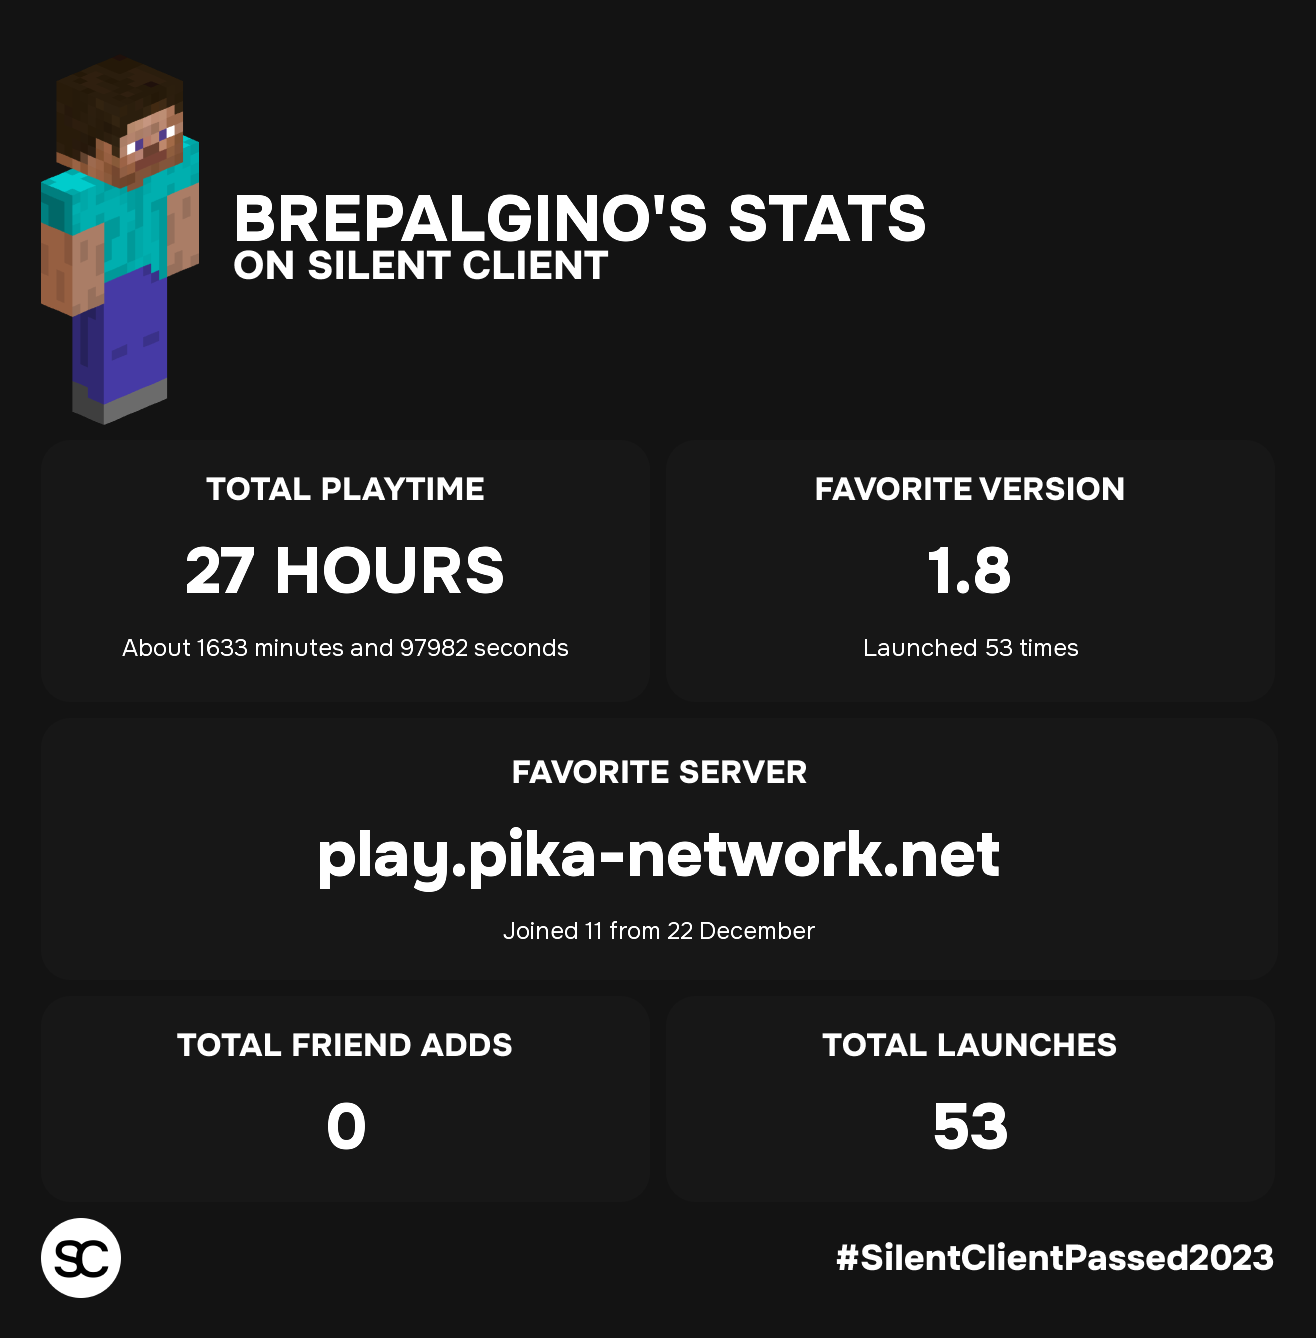 BREPALGINO'S STATS
ON SILENT CLIENT
TOTAL PLAYTIME
27 HOURS
About 1633 minutes and 97982 seconds
FAVORITE VERSION
1.8
Launched 53 times
FAVORITE SERVER
play.pika-network.net
Joined 11 from 22 December
TOTAL FRIEND ADDS
0
TOTAL LAUNCHES
53
SC
#SilentClientPassed2023